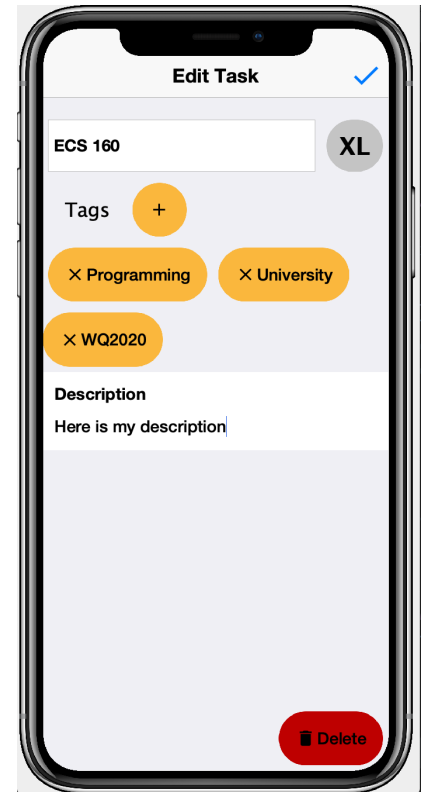 Edit Task
ECS 160
XL
Tags +
× Programming × University
× WQ2020
Description
Here is my description
Delete